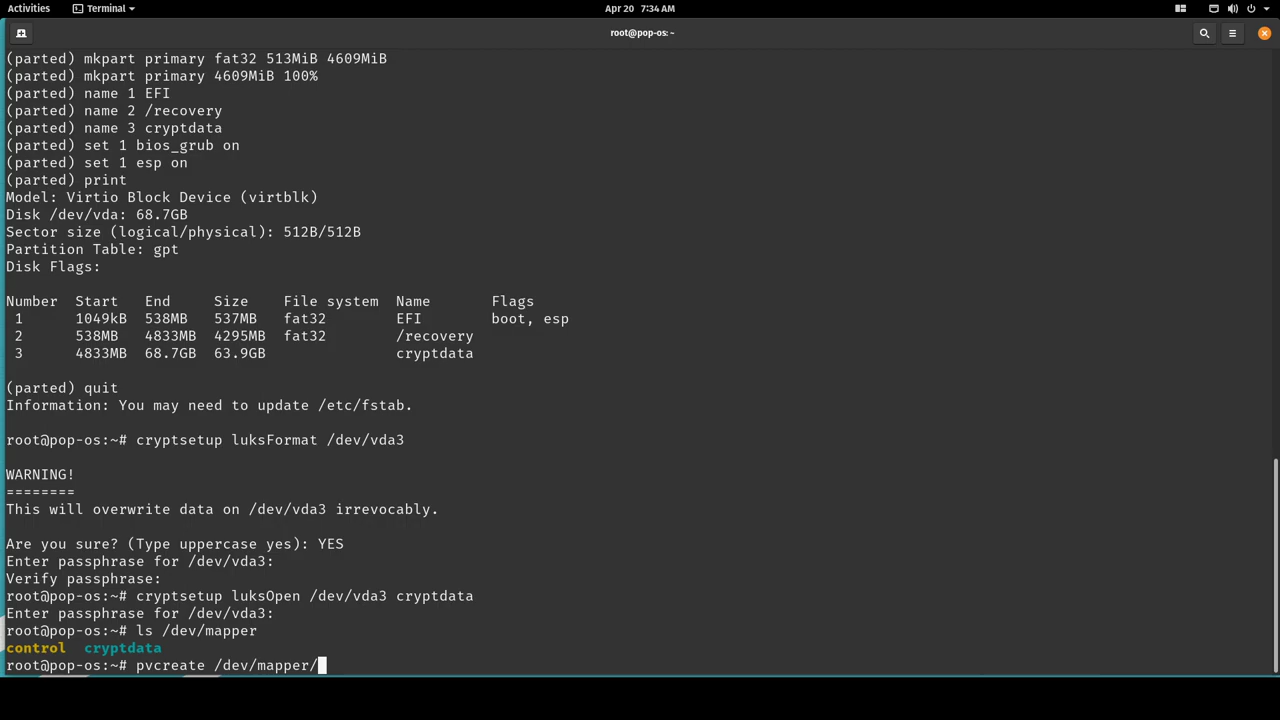 Activities Terminal Apr 20 7:34 AM
root@pop-os: ~
(parted) mkpart primary fat32 513MiB 4609MiB
(parted) mkpart primary 4609MiB 100%
(parted) name 1 EFI
(parted) name 2 /recovery
(parted) name 3 cryptdata
(parted) set 1 bios_grub on
(parted) set 1 esp on
(parted) print
Model: Virtio Block Device (virtblk)
Disk /dev/vda: 68.7GB
Sector size (logical/physical): 512B/512B
Partition Table: gpt
Disk Flags:
Number Start End Size File system Name Flags
1 1049kB 538MB 537MB fat32 EFI boot, esp
2 538MB 4833MB 4295MB fat32 /recovery
3 4833MB 68.7GB 63.9GB cryptdata
(parted) quit
Information: You may need to update /etc/fstab.
root@pop-os:~# cryptsetup luksFormat /dev/vda3
WARNING!
========
This will overwrite data on /dev/vda3 irrevocably.
Are you sure? (Type uppercase yes): YES
Enter passphrase for /dev/vda3:
Verify passphrase:
root@pop-os:~# cryptsetup luksOpen /dev/vda3 cryptdata
Enter passphrase for /dev/vda3:
root@pop-os:~# ls /dev/mapper
control cryptdata
root@pop-os:~# pvcreate /dev/mapper/